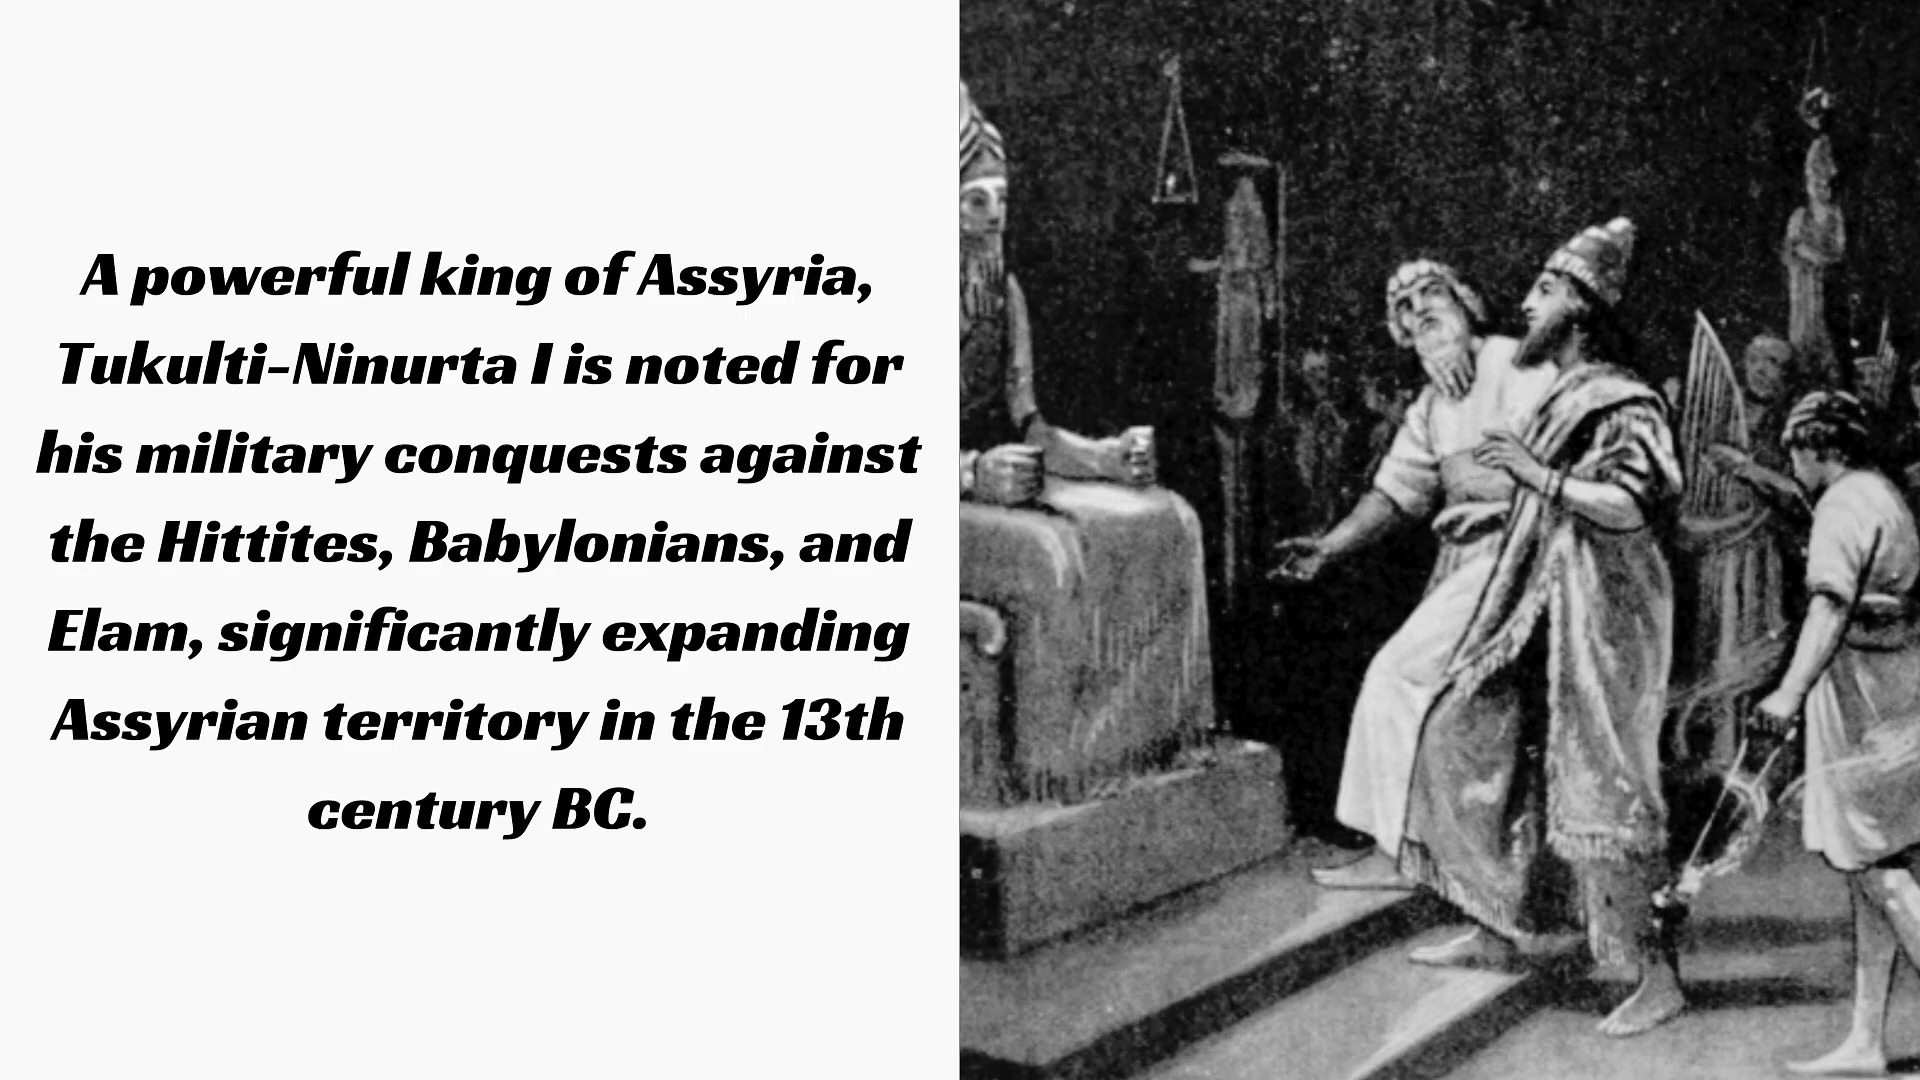 A powerful king of Assyria,
Tukulti-Ninurta I is noted for
his military conquests against
the Hittites, Babylonians, and
Elam, significantly expanding
Assyrian territory in the 13th
century BC.